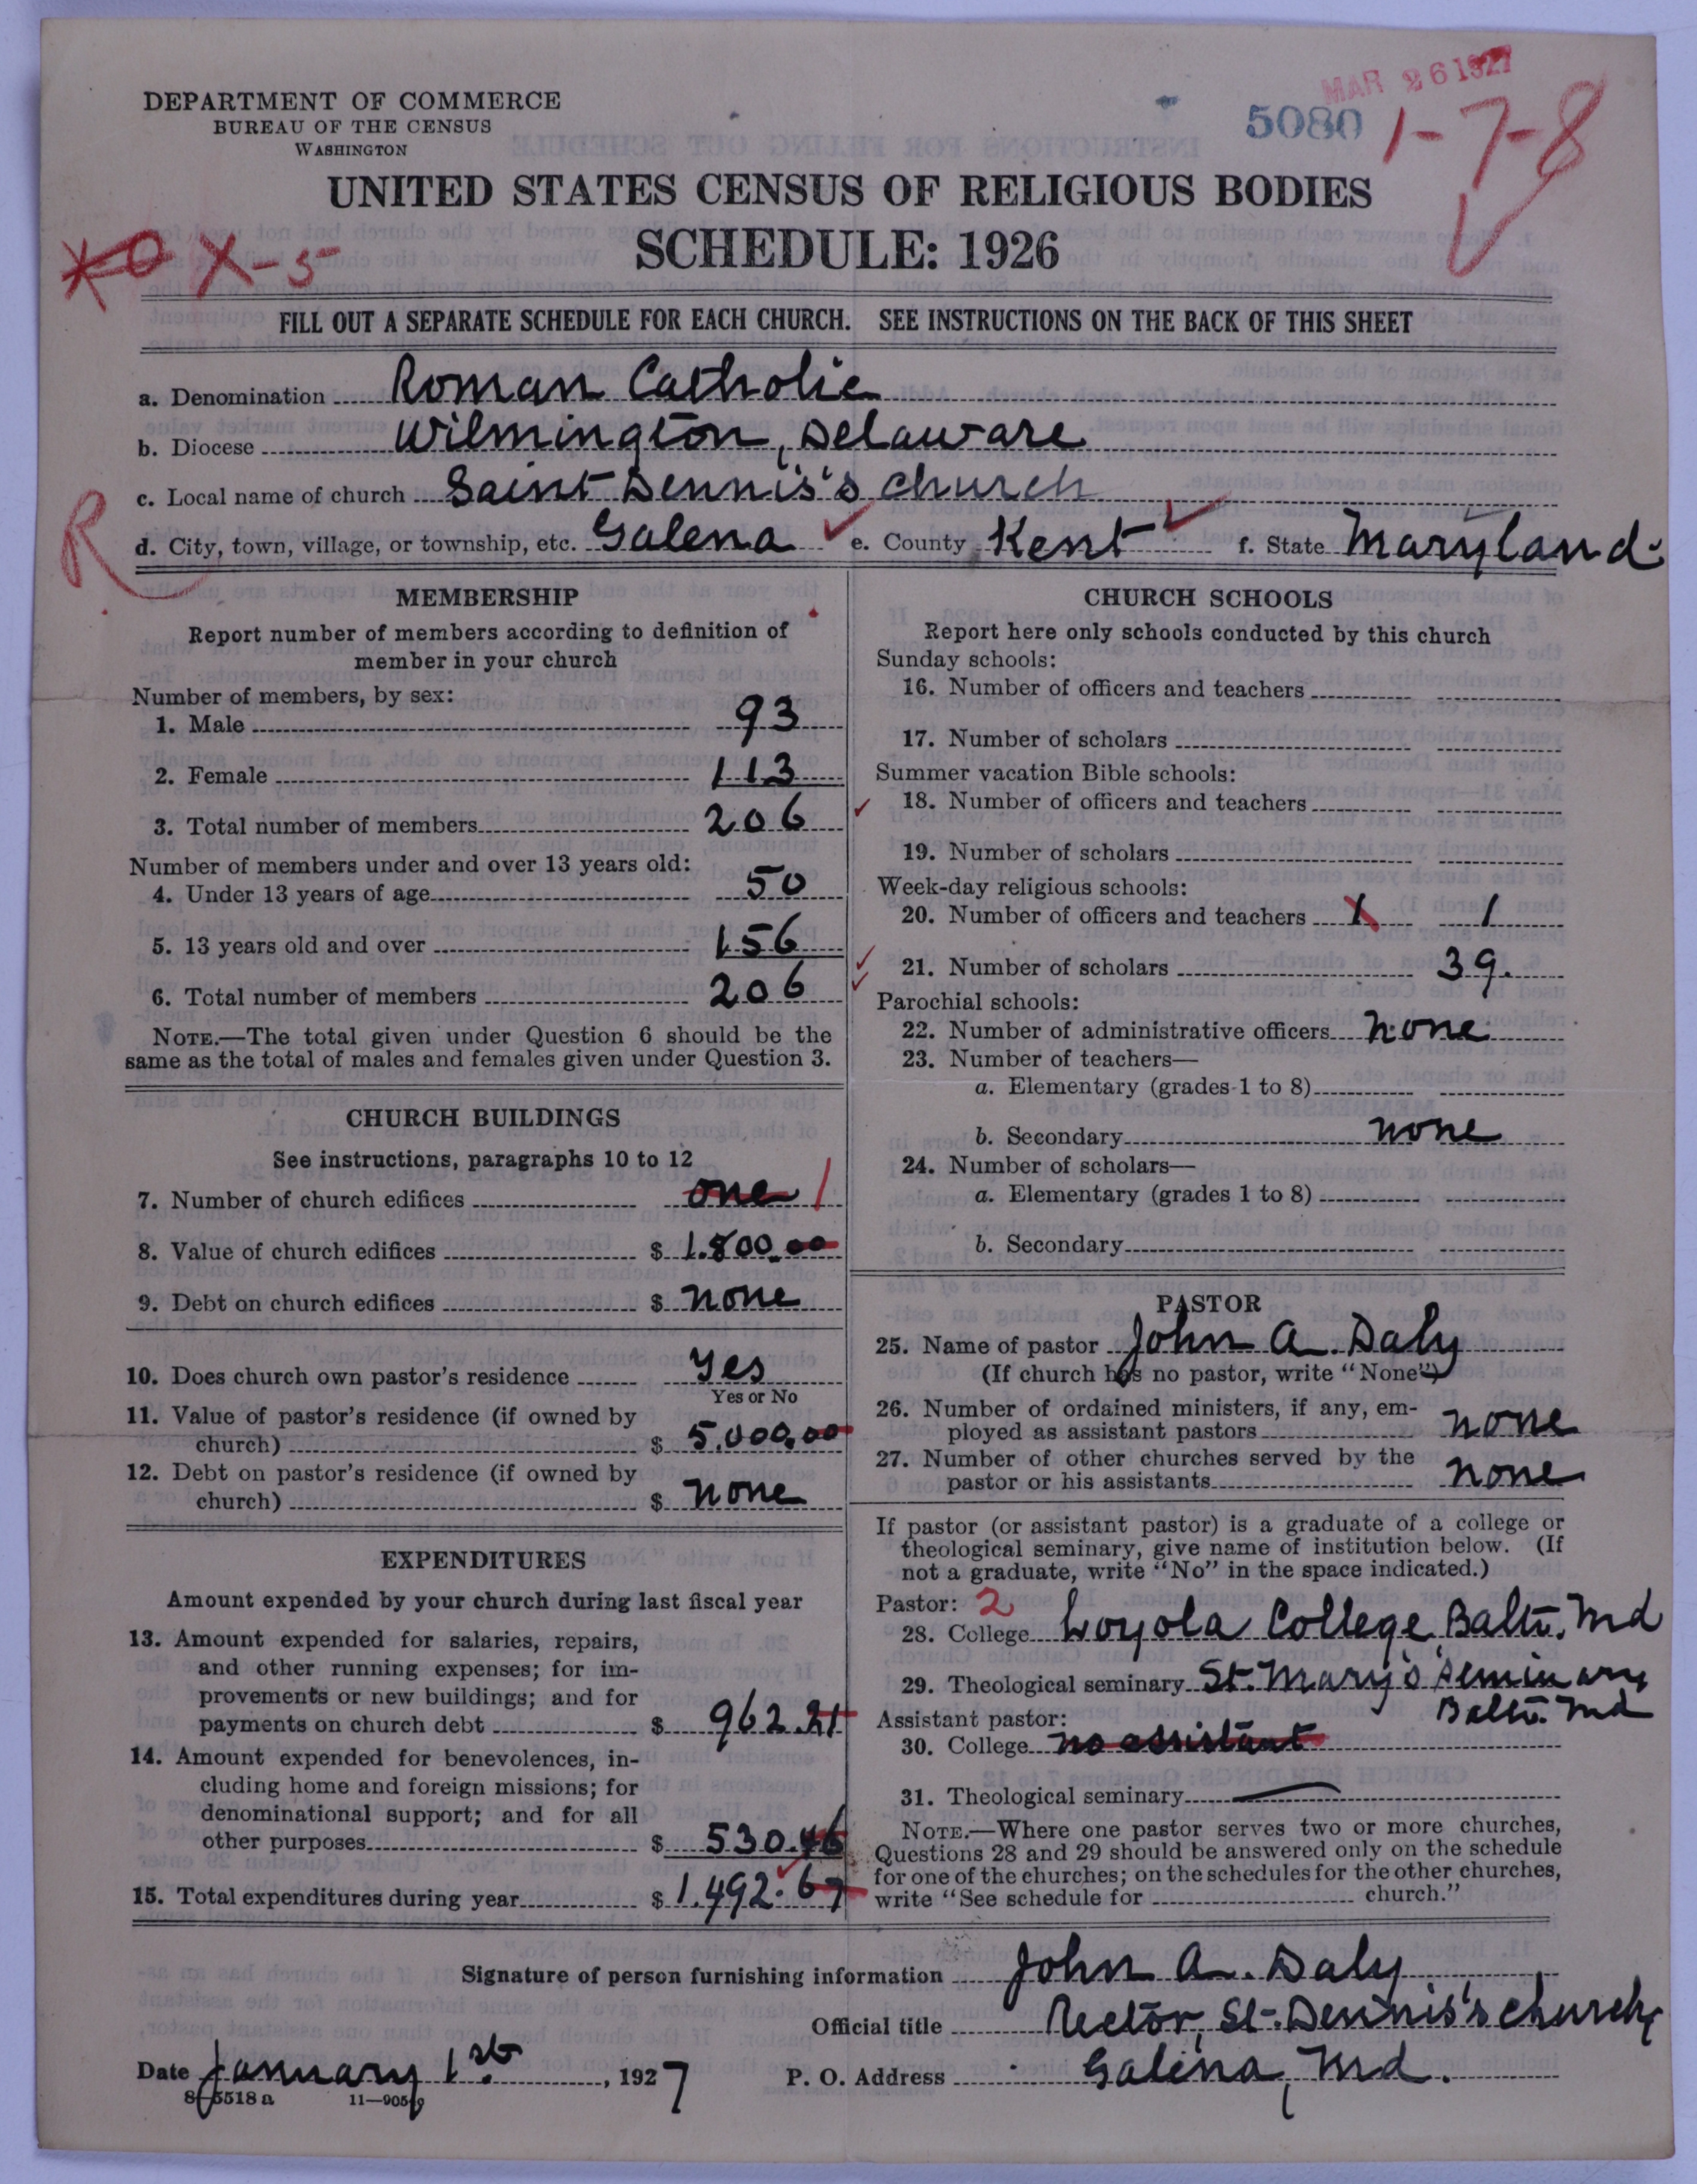 DEPARTMENT OF COMMERCE
BUREAU OF THE CENSUS
WASHINGTON
MAR 26 1927
5080
1-7-8
UNITED STATES CENSUS OF RELIGIOUS BODIES
SCHEDULE: 1926
X-5
FILL OUT A SEPARATE SCHEDULE FOR EACH CHURCH. SEE INSTRUCTIONS ON THE BACK OF THIS SHEET
a. Denomination Roman Catholic
b. Diocese Wilmington, Delaware
c. Local name of church Saint Dennis's church
R
d. City, town, village, or township, etc. Galena e. County Kent f. State Maryland.
MEMBERSHIP
Report number of members according to definition of
member in your church
Number of members, by sex:
1. Male 93
2. Female 113
3. Total number of members 206
Number of members under and over 13 years old:
4. Under 13 years of age 50
5. 13 years old and over 156
6. Total number of members 206
NOTE.—The total given under Question 6 should be the
same as the total of males and females given under Question 3.
CHURCH BUILDINGS
See instructions, paragraphs 10 to 12
7. Number of church edifices one 1
8. Value of church edifices $ 1.800.00
9. Debt on church edifices $ none
10. Does church own pastor's residence Yes
Yes or No
11. Value of pastor's residence (if owned by
church) $ 5.000.00
12. Debt on pastor's residence (if owned by
church) $ none
EXPENDITURES
Amount expended by your church during last fiscal year
13. Amount expended for salaries, repairs,
and other running expenses; for im-
provements or new buildings; and for
payments on church debt $ 962.21
14. Amount expended for benevolences, in-
cluding home and foreign missions; for
denominational support; and for all
other purposes $ 530.46
15. Total expenditures during year $ 1.492.67
CHURCH SCHOOLS
Report here only schools conducted by this church
Sunday schools:
16. Number of officers and teachers
17. Number of scholars
Summer vacation Bible schools:
18. Number of officers and teachers
19. Number of scholars
Week-day religious schools:
20. Number of officers and teachers 1 1
21. Number of scholars 39.
Parochial schools:
22. Number of administrative officers none
23. Number of teachers—
a. Elementary (grades 1 to 8)
b. Secondary none
24. Number of scholars—
a. Elementary (grades 1 to 8)
b. Secondary
PASTOR
25. Name of pastor John A. Daly
(If church has no pastor, write "None")
26. Number of ordained ministers, if any, em-
ployed as assistant pastors none
27. Number of other churches served by the
pastor or his assistants none
If pastor (or assistant pastor) is a graduate of a college or
theological seminary, give name of institution below. (If
not a graduate, write "No" in the space indicated.)
Pastor: 2
28. College Loyola College, Balto. Md
29. Theological seminary St. Mary's Seminary
Balto. Md
Assistant pastor:
30. College no assistant
31. Theological seminary
NOTE.—Where one pastor serves two or more churches,
Questions 28 and 29 should be answered only on the schedule
for one of the churches; on the schedules for the other churches,
write "See schedule for church."
Signature of person furnishing information John A. Daly
Official title Rector, St. Dennis's church,
Date January 1st, 1927 P. O. Address Galena, Md.
8-5518 a 11-9059